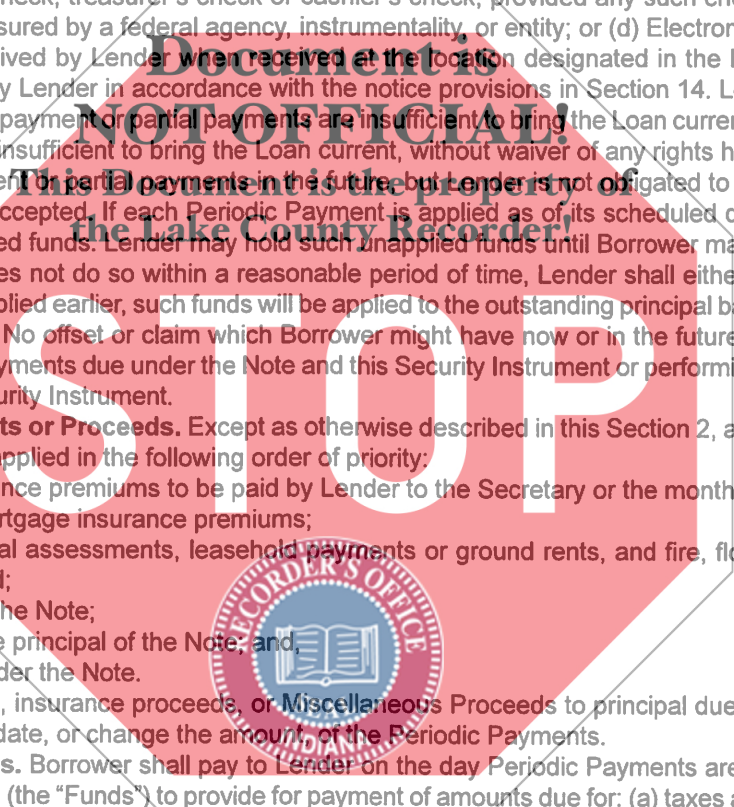 heck, treasurer's check or cashier's check, provided any such che
sured by a federal agency, instrumentality, or entity; or (d) Electron
ived by Lender when received at the location designated in the
y Lender in accordance with the notice provisions in Section 14. L
payment or partial payments are insufficient to bring the Loan curren
insufficient to bring the Loan current, without waiver of any rights h
or partial payments in the future, but Lender is not obligated to
ccepted. If each Periodic Payment is applied as of its scheduled d
ed funds. Lender may hold such unapplied funds until Borrower ma
es not do so within a reasonable period of time, Lender shall eithe
plied earlier, such funds will be applied to the outstanding principal ba
No offset or claim which Borrower might have now or in the future
yments due under the Note and this Security Instrument or performi
urity Instrument.
ts or Proceeds. Except as otherwise described in this Section 2, a
applied in the following order of priority:
nce premiums to be paid by Lender to the Secretary or the month
rtgage insurance premiums;
al assessments, leasehold payments or ground rents, and fire, flo
d;
he Note;
e principal of the Note; and,
der the Note.
, insurance proceeds, or Miscellaneous Proceeds to principal due
date, or change the amount, of the Periodic Payments.
s. Borrower shall pay to Lender on the day Periodic Payments are
(the "Funds") to provide for payment of amounts due for: (a) taxes a
Document is
NOT OFFICIAL!
This Document is the property of
the Lake County Recorder!
STOP
RECORDER'S OFFICE
INDIANA